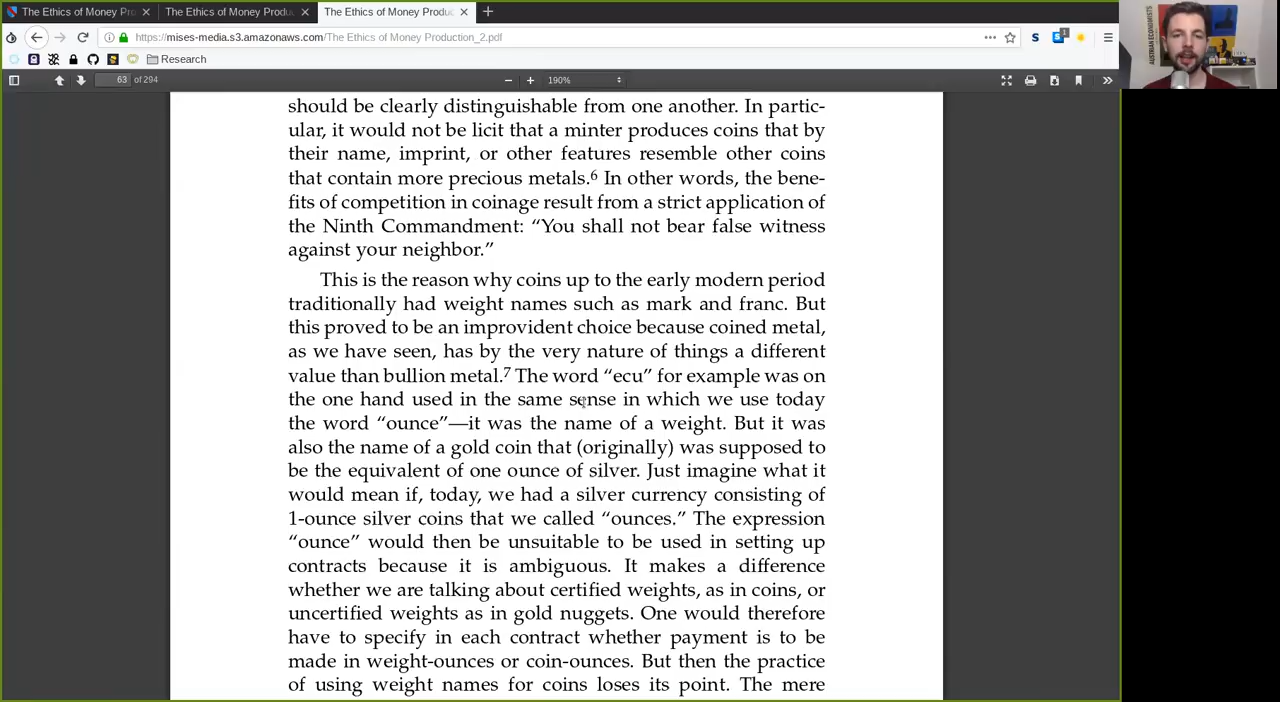 The Ethics of Money Pro
The Ethics of Money Produ
The Ethics of Money Produc
https://mises-media.s3.amazonaws.com/The Ethics of Money Production_2.pdf
Research
63 of 294
190%
AUSTRIAN ECONOMISTS
should be clearly distinguishable from one another. In partic-
ular, it would not be licit that a minter produces coins that by
their name, imprint, or other features resemble other coins
that contain more precious metals.6 In other words, the bene-
fits of competition in coinage result from a strict application of
the Ninth Commandment: “You shall not bear false witness
against your neighbor.”
This is the reason why coins up to the early modern period
traditionally had weight names such as mark and franc. But
this proved to be an improvident choice because coined metal,
as we have seen, has by the very nature of things a different
value than bullion metal.7 The word “ecu” for example was on
the one hand used in the same sense in which we use today
the word “ounce”—it was the name of a weight. But it was
also the name of a gold coin that (originally) was supposed to
be the equivalent of one ounce of silver. Just imagine what it
would mean if, today, we had a silver currency consisting of
1-ounce silver coins that we called “ounces.” The expression
“ounce” would then be unsuitable to be used in setting up
contracts because it is ambiguous. It makes a difference
whether we are talking about certified weights, as in coins, or
uncertified weights as in gold nuggets. One would therefore
have to specify in each contract whether payment is to be
made in weight-ounces or coin-ounces. But then the practice
of using weight names for coins loses its point. The mere